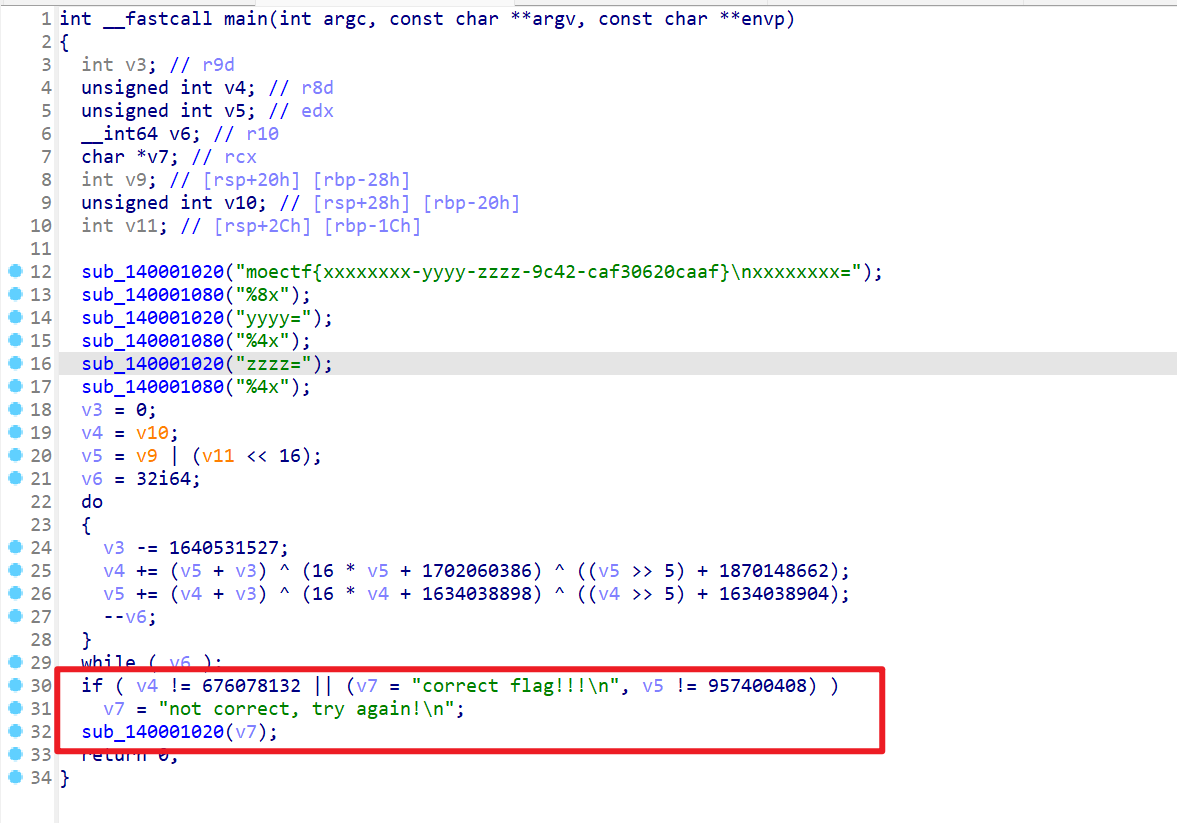 1 int __fastcall main(int argc, const char **argv, const char **envp)
2 {
3 int v3; // r9d
4 unsigned int v4; // r8d
5 unsigned int v5; // edx
6 __int64 v6; // r10
7 char *v7; // rcx
8 int v9; // [rsp+20h] [rbp-28h]
9 unsigned int v10; // [rsp+28h] [rbp-20h]
10 int v11; // [rsp+2Ch] [rbp-1Ch]
11
12 sub_140001020("moectf{xxxxxxxx-yyyy-zzzz-9c42-caf30620caaf}\nxxxxxxxx=");
13 sub_140001080("%8x");
14 sub_140001020("yyyy=");
15 sub_140001080("%4x");
16 sub_140001020("zzzz=");
17 sub_140001080("%4x");
18 v3 = 0;
19 v4 = v10;
20 v5 = v9 | (v11 << 16);
21 v6 = 32i64;
22 do
23 {
24 v3 -= 1640531527;
25 v4 += (v5 + v3) ^ (16 * v5 + 1702060386) ^ ((v5 >> 5) + 1870148662);
26 v5 += (v4 + v3) ^ (16 * v4 + 1634038898) ^ ((v4 >> 5) + 1634038904);
27 --v6;
28 }
29 while ( v6 );
30 if ( v4 != 676078132 || (v7 = "correct flag!!!\n", v5 != 957400408) )
31 v7 = "not correct, try again!\n";
32 sub_140001020(v7);
33 return 0;
34 }